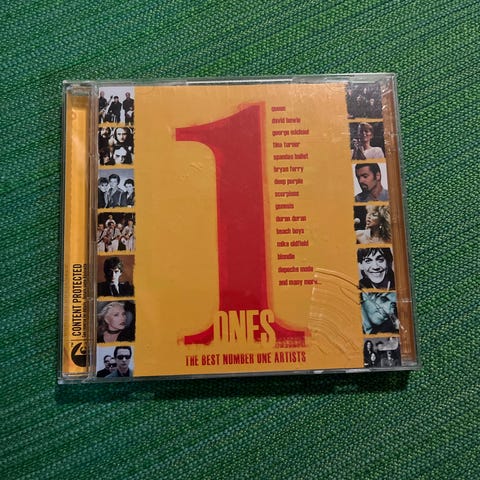 queen
david bowie
george michael
tina turner
spandau ballet
bryan ferry
deep purple
scorpions
genesis
duran duran
beach boys
mike oldfield
blondie
depeche mode
and many more...
1
ONES
THE BEST NUMBER ONE ARTISTS
CONTENT PROTECTED